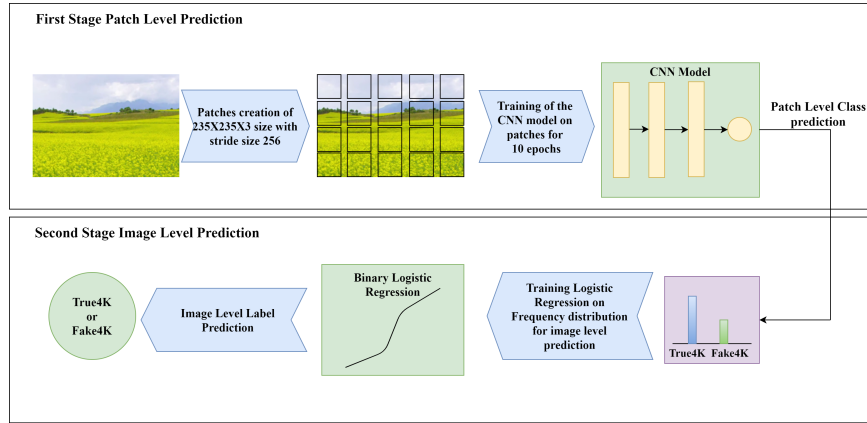 First Stage Patch Level Prediction
Patches creation of
235X235X3 size with
stride size 256
Training of the
CNN model on
patches for
10 epochs
CNN Model
Patch Level Class
prediction
Second Stage Image Level Prediction
True4K
or
Fake4K
Image Level Label
Prediction
Binary Logistic
Regression
Training Logistic
Regression on
Frequency distribution
for image level
prediction
True4K Fake4K